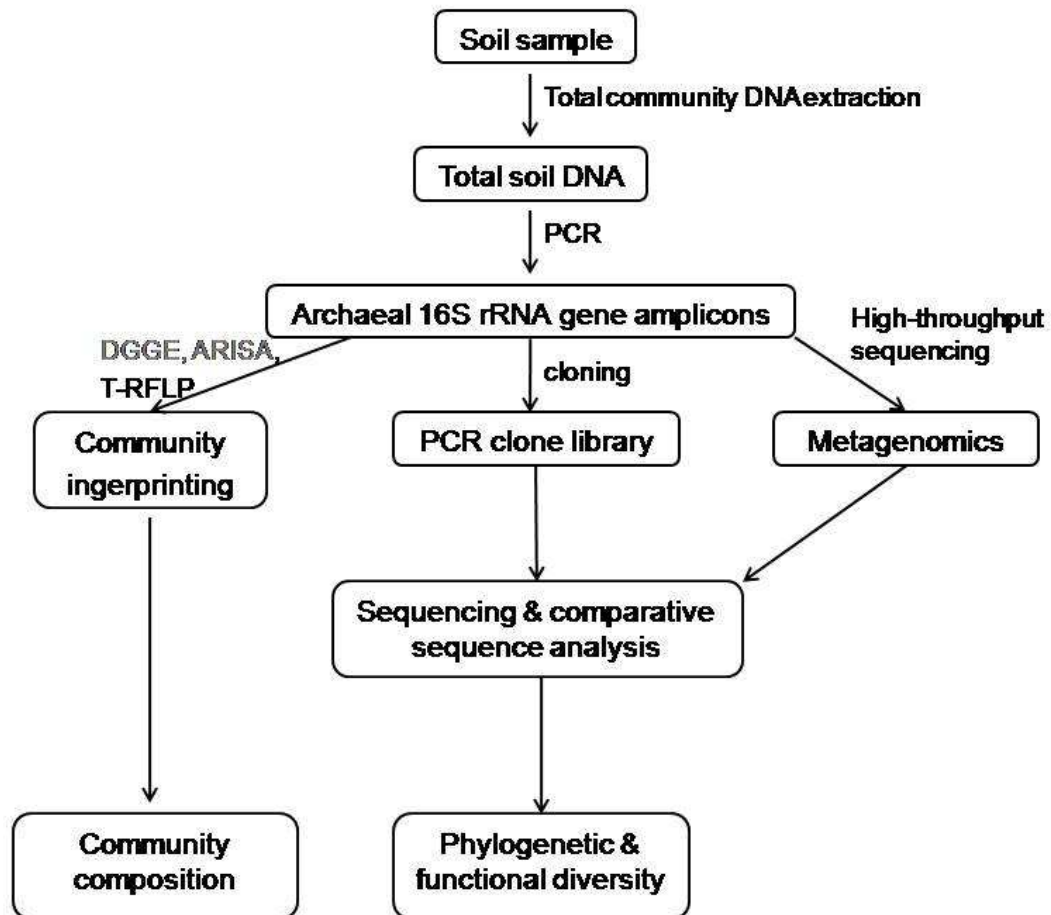 Soil sample
Total community DNA extraction
Total soil DNA
PCR
Archaeal 16S rRNA gene amplicons
High-throughput
sequencing
DGGE, ARISA,
T-RFLP
cloning
Community
ingerprinting
PCR clone library
Metagenomics
Sequencing & comparative
sequence analysis
Community
composition
Phylogenetic &
functional diversity